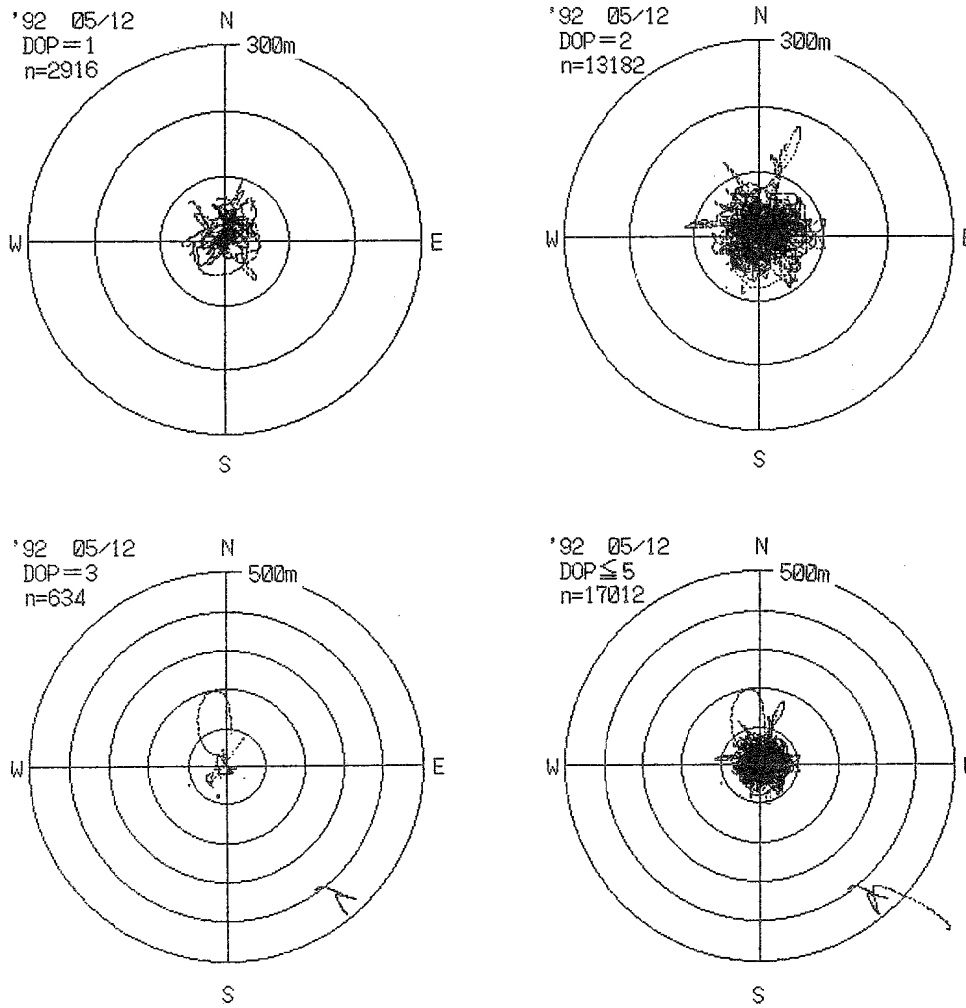 '92 05/12
DOP=1
n=2916
N
300m
W
E
S
'92 05/12
DOP=2
n=13182
N
300m
W
E
S
'92 05/12
DOP=3
n=634
N
500m
W
E
S
'92 05/12
DOP≦5
n=17012
N
500m
W
E
S